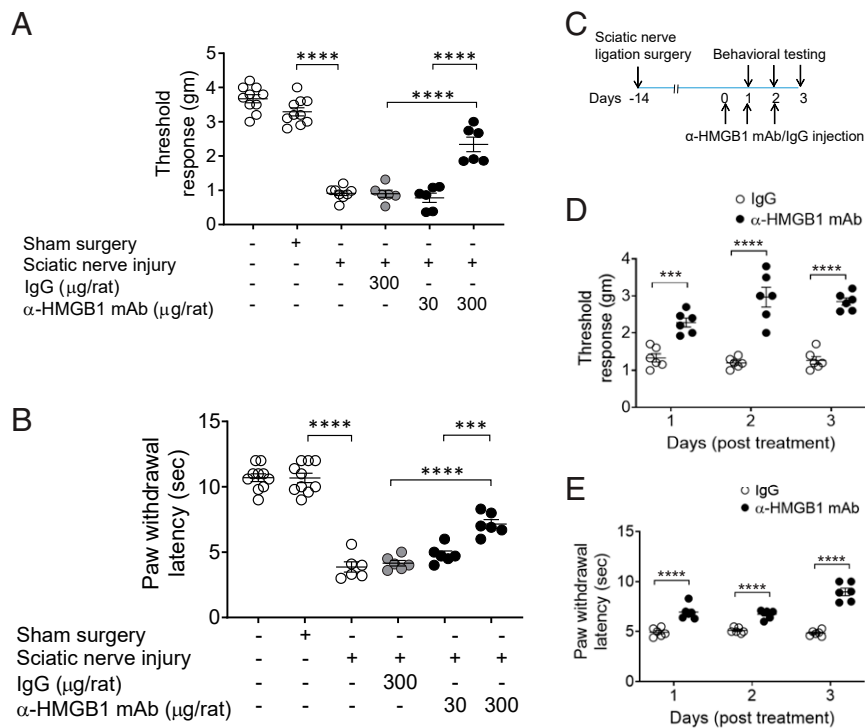 A
****
****
****
Threshold
response (gm)
5
4
3
2
1
0
Sham surgery - + - - - -
Sciatic nerve injury - - + + + +
IgG (μg/rat) - - - 300 - -
α-HMGB1 mAb (μg/rat) - - - - 30 300
B
****
***
****
Paw withdrawal
latency (sec)
15
10
5
0
Sham surgery - + - - - -
Sciatic nerve injury - - + + + +
IgG (μg/rat) - - - 300 - -
α-HMGB1 mAb (μg/rat) - - - - 30 300
C
Sciatic nerve
ligation surgery
Behavioral testing
Days -14 0 1 2 3
α-HMGB1 mAb/IgG injection
D
IgG
α-HMGB1 mAb
***
****
****
Threshold
response (gm)
5
4
3
2
1
1 2 3
Days (post treatment)
E
IgG
α-HMGB1 mAb
****
****
****
Paw withdrawal
latency (sec)
15
10
5
0
1 2 3
Days (post treatment)